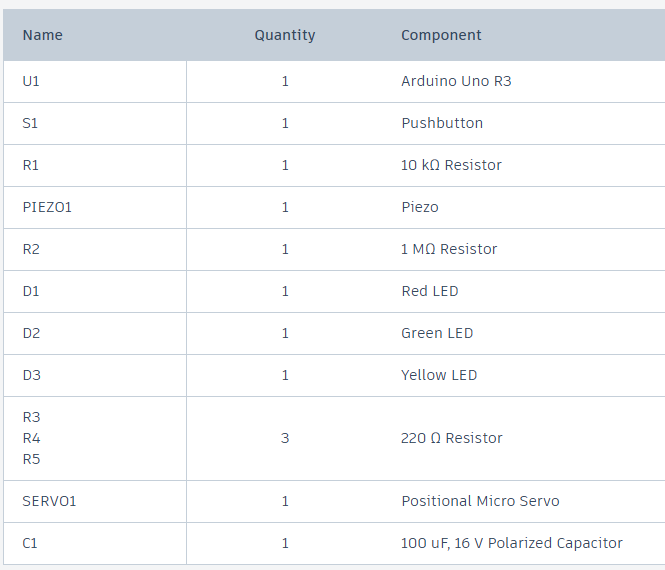 Name Quantity Component
U1 1 Arduino Uno R3
S1 1 Pushbutton
R1 1 10 kΩ Resistor
PIEZO1 1 Piezo
R2 1 1 MΩ Resistor
D1 1 Red LED
D2 1 Green LED
D3 1 Yellow LED
R3
R4 3 220 Ω Resistor
R5
SERVO1 1 Positional Micro Servo
C1 1 100 uF, 16 V Polarized Capacitor